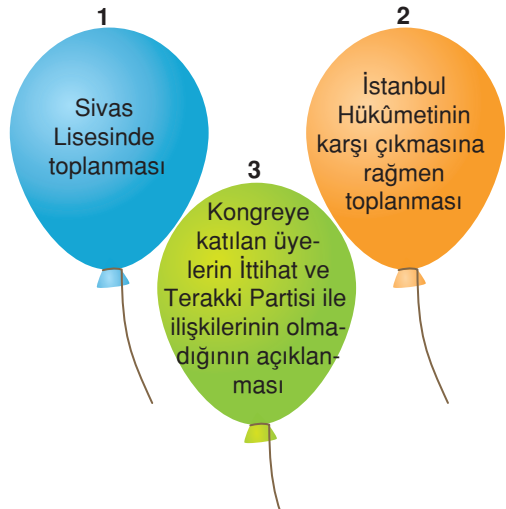 1
Sivas
Lisesinde
toplanması
2
İstanbul
Hükûmetinin
karşı çıkmasına
rağmen
toplanması
3
Kongreye
katılan üye-
lerin İttihat ve
Terakki Partisi ile
ilişkilerinin olma-
dığının açıklan-
ması